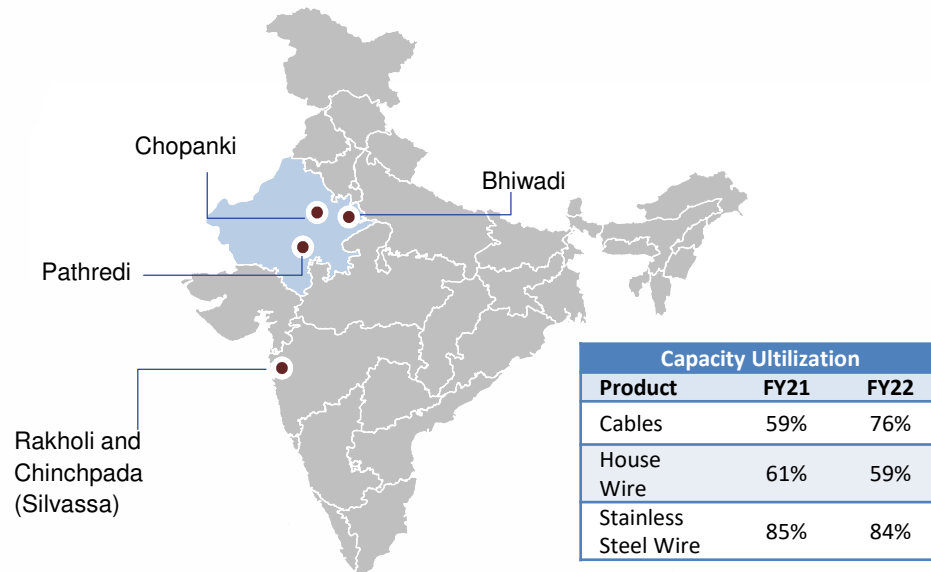 Chopanki
Bhiwadi
Pathredi
Rakholi and
Chinchpada
(Silvassa)
Capacity Ultilization
Product FY21 FY22
Cables 59% 76%
House
Wire 61% 59%
Stainless
Steel Wire 85% 84%